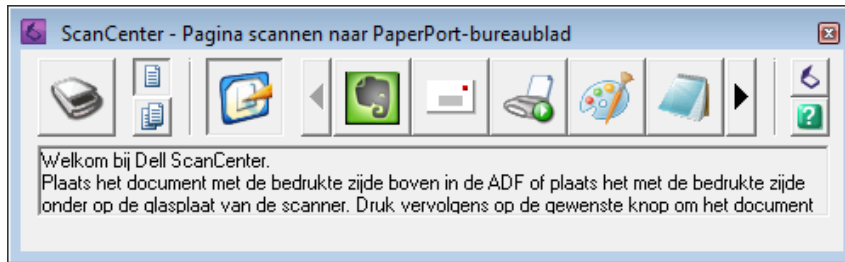 ScanCenter - Pagina scannen naar PaperPort-bureaublad
Welkom bij Dell ScanCenter.
Plaats het document met de bedrukte zijde boven in de ADF of plaats het met de bedrukte zijde
onder op de glasplaat van de scanner. Druk vervolgens op de gewenste knop om het document